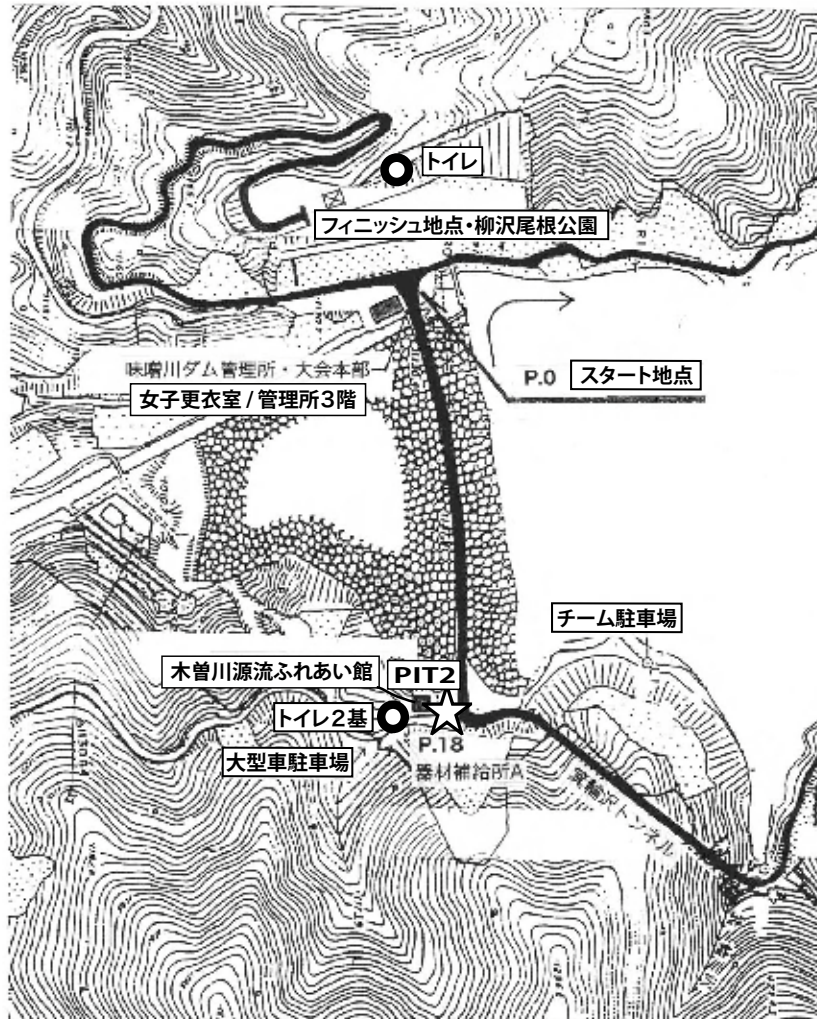 トイレ
フィニッシュ地点・柳沢尾根公園
味噌川ダム管理所・大会本部
女子更衣室 / 管理所3階
P.0 スタート地点
チーム駐車場
木曽川源流ふれあい館
PIT2
トイレ2基
P.18
大型車駐車場
器材補給所A